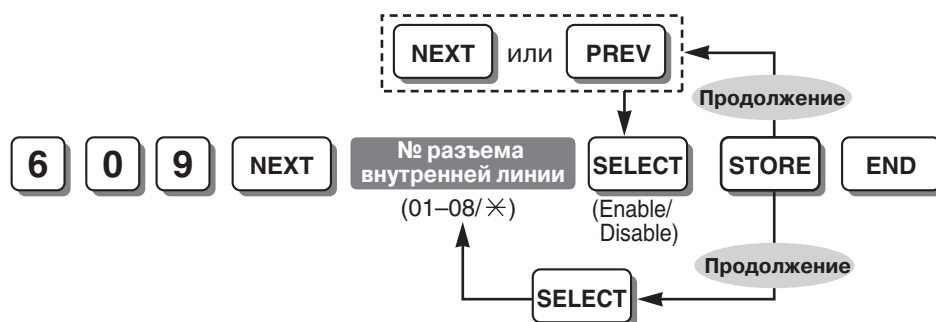 NEXT или PREV
Продолжение
6 0 9 NEXT № разъема внутренней линии SELECT STORE END
(01–08/✳)
(Enable/
Disable)
Продолжение
SELECT